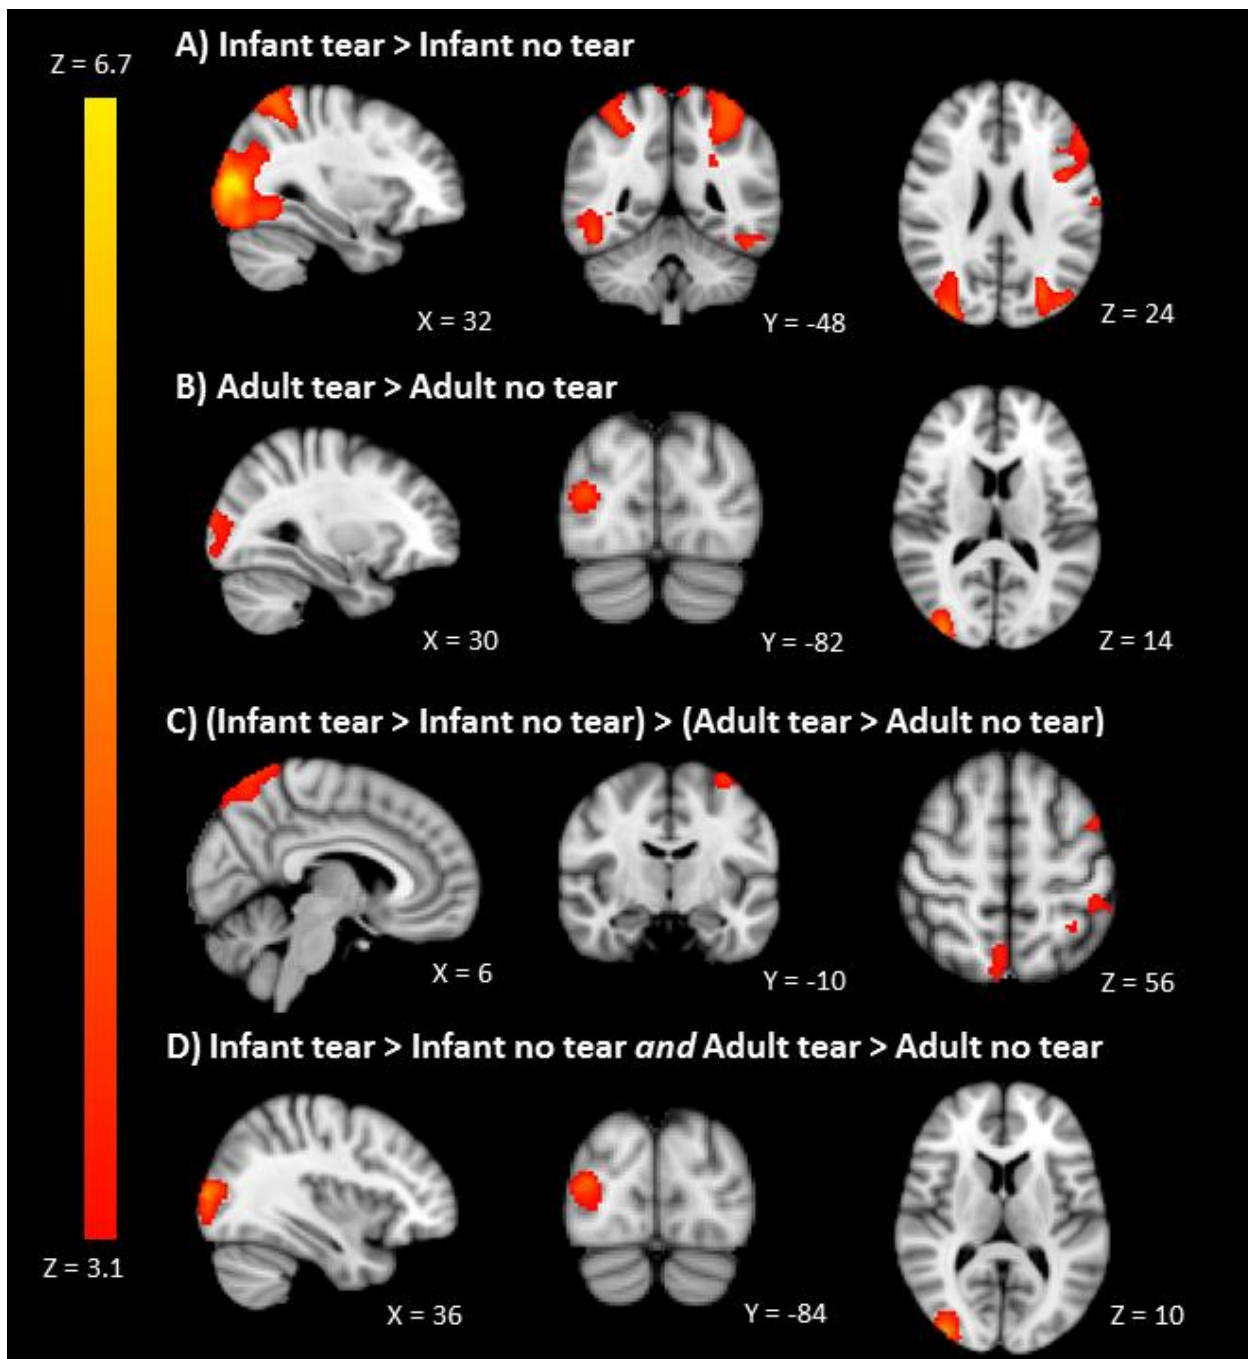 A) Infant tear > Infant no tear
Z = 6.7
X = 32
Y = -48
Z = 24
B) Adult tear > Adult no tear
X = 30
Y = -82
Z = 14
C) (Infant tear > Infant no tear) > (Adult tear > Adult no tear)
X = 6
Y = -10
Z = 56
D) Infant tear > Infant no tear and Adult tear > Adult no tear
Z = 3.1
X = 36
Y = -84
Z = 10